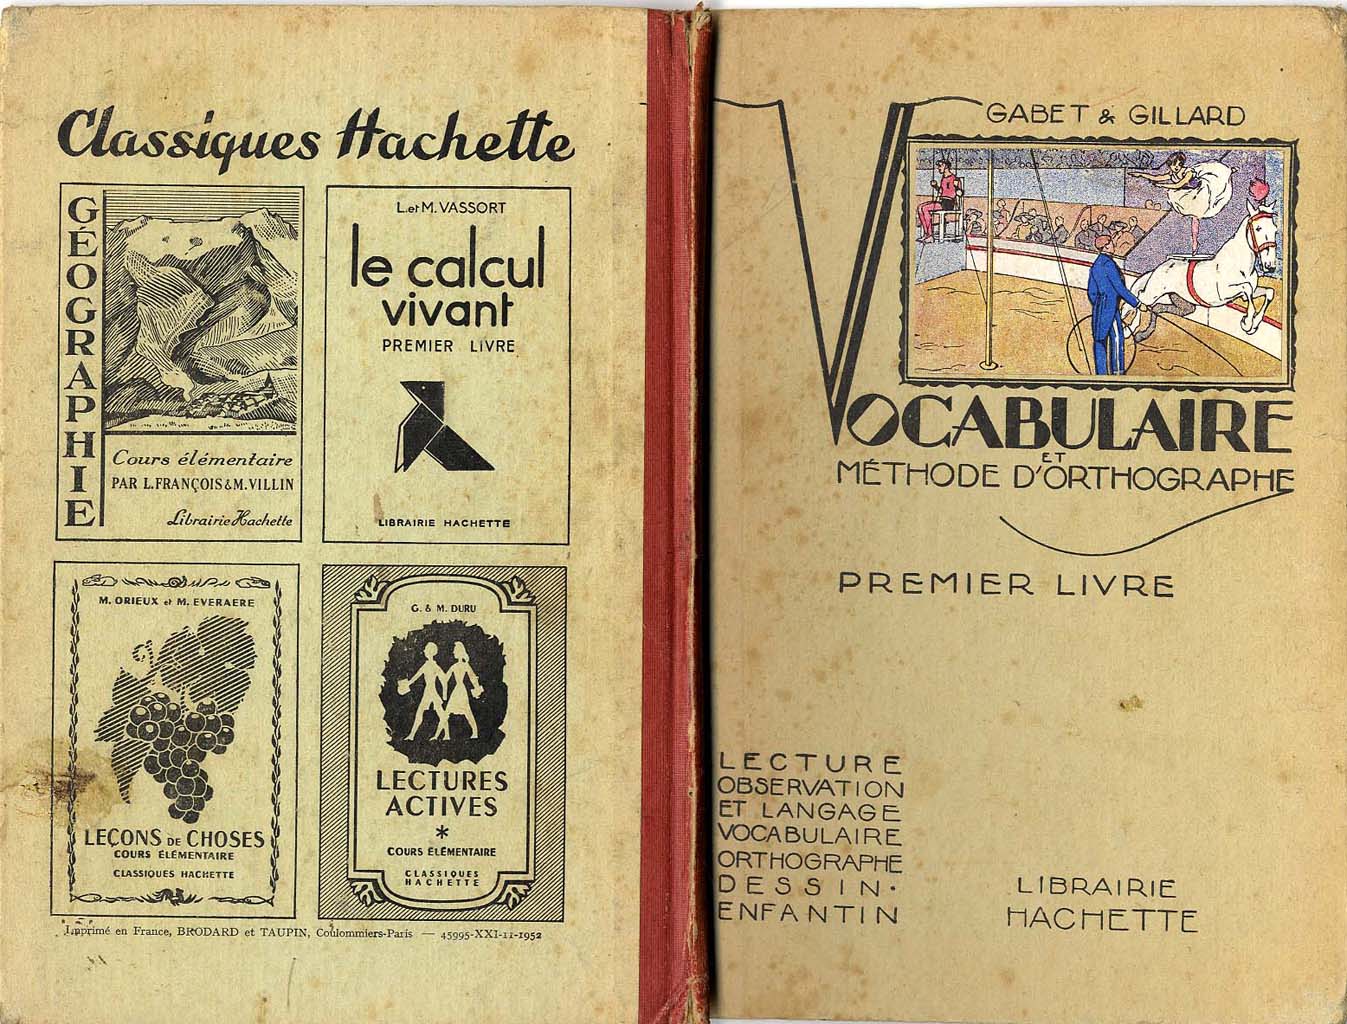 Classiques Hachette
GÉOGRAPHIE
Cours élémentaire
PAR L. FRANÇOIS & M. VILLIN
Librairie Hachette
L. et M. VASSORT
le calcul
vivant
PREMIER LIVRE
LIBRAIRIE HACHETTE
M. ORIEUX et M. EVERAERE
LEÇONS DE CHOSES
COURS ÉLÉMENTAIRE
CLASSIQUES HACHETTE
G. & M. DURU
LECTURES
ACTIVES
*
COURS ÉLÉMENTAIRE
CLASSIQUES
HACHETTE
Imprimé en France, BRODARD et TAUPIN, Coulommiers-Paris — 45995-XXI-11-1952
GABET & GILLARD
VOCABULAIRE
ET
MÉTHODE D'ORTHOGRAPHE
PREMIER LIVRE
LECTURE
OBSERVATION
ET LANGAGE
VOCABULAIRE
ORTHOGRAPHE
DESSIN·
ENFANTIN
LIBRAIRIE
HACHETTE